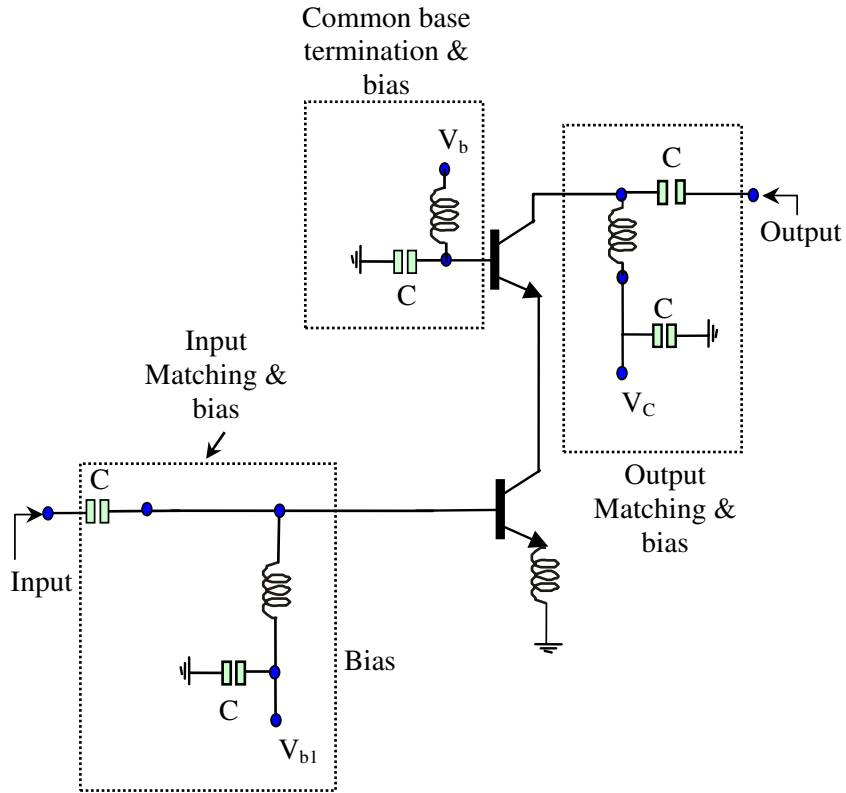 Common base
termination &
bias
V_b
C
C
Output
C
V_C
Output
Matching &
bias
Input
Matching &
bias
C
Input
Bias
C
V_b1